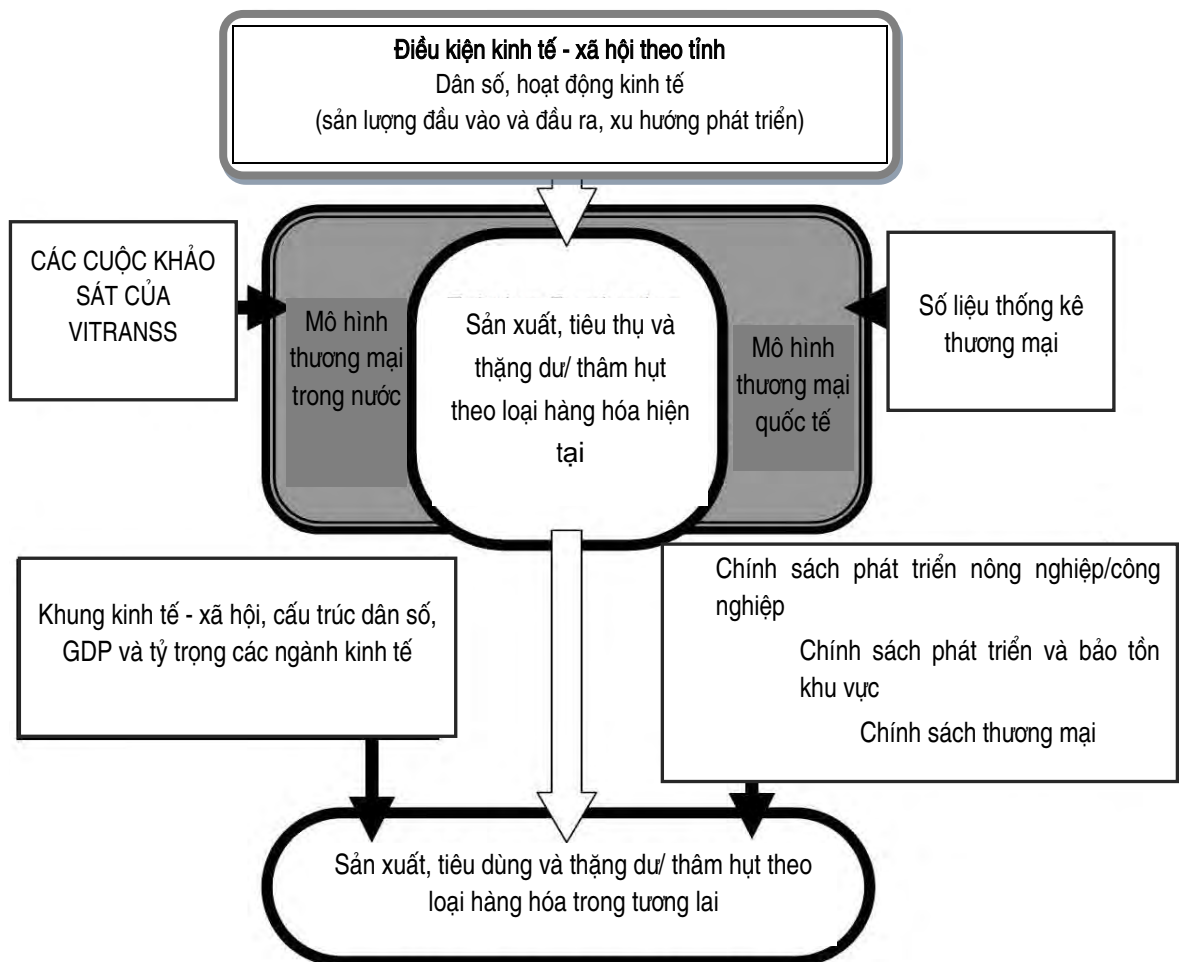 Điều kiện kinh tế - xã hội theo tỉnh
Dân số, hoạt động kinh tế
(sản lượng đầu vào và đầu ra, xu hướng phát triển)
CÁC CUỘC KHẢO
SÁT CỦA
VITRANSS
Mô hình
thương mại
trong nước
Sản xuất, tiêu thụ và
thặng dư/ thâm hụt
theo loại hàng hóa hiện
tại
Mô hình
thương mại
quốc tế
Số liệu thống kê
thương mại
Khung kinh tế - xã hội, cấu trúc dân số,
GDP và tỷ trọng các ngành kinh tế
Chính sách phát triển nông nghiệp/công
nghiệp
Chính sách phát triển và bảo tồn
khu vực
Chính sách thương mại
Sản xuất, tiêu dùng và thặng dư/ thâm hụt theo
loại hàng hóa trong tương lai